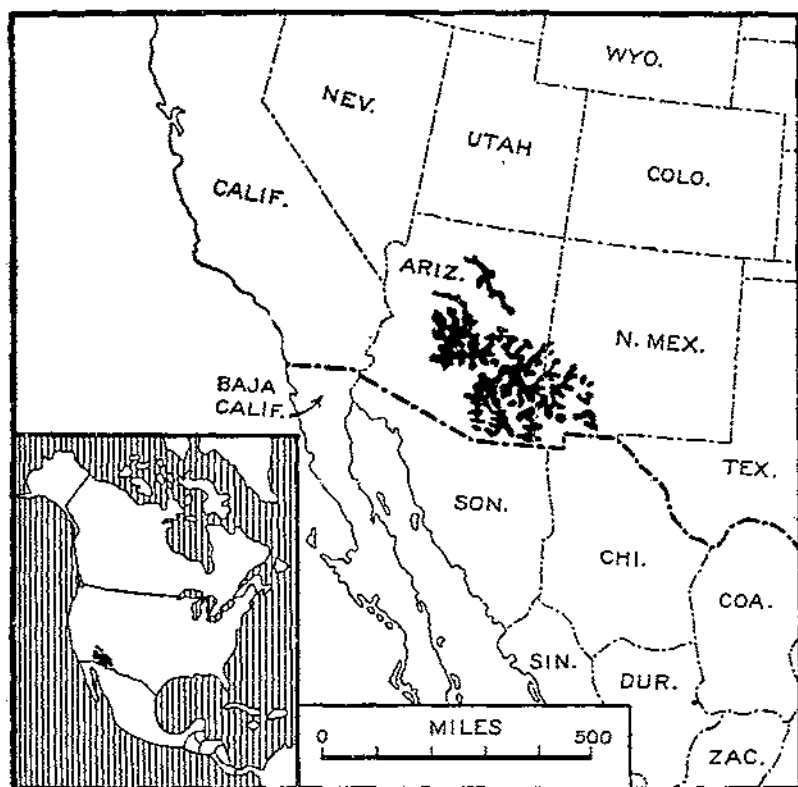 WYO.
NEV.
UTAH
COLO.
CALIF.
ARIZ.
N. MEX.
BAJA
CALIF.
TEX.
SON.
CHI.
COA.
SIN.
DUR.
MILES
0 500
ZAC.